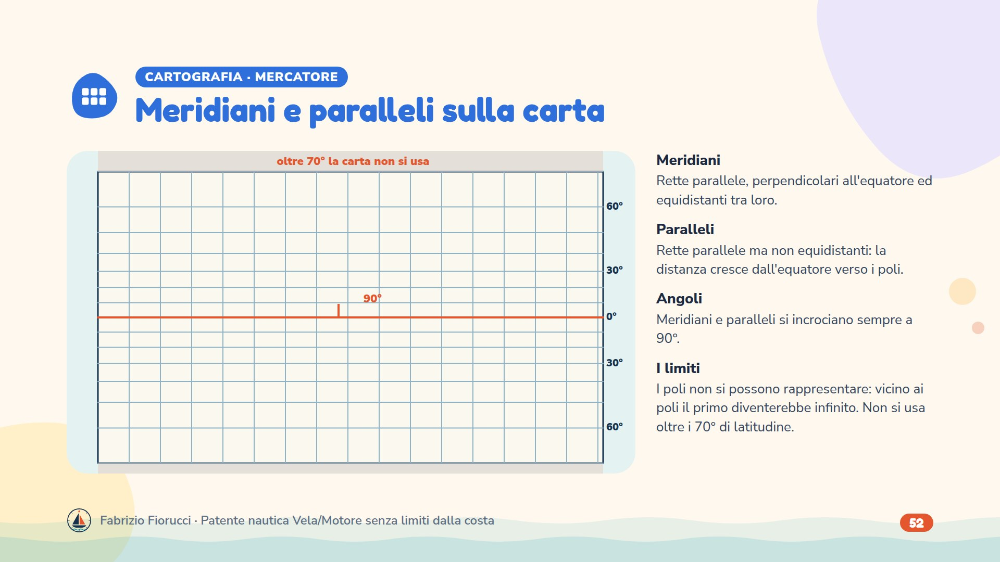 CARTOGRAFIA · MERCATORE
Meridiani e paralleli sulla carta
oltre 70° la carta non si usa
60°
30°
90°
0°
30°
60°
Meridiani
Rette parallele, perpendicolari all'equatore ed
equidistanti tra loro.
Paralleli
Rette parallele ma non equidistanti: la
distanza cresce dall'equatore verso i poli.
Angoli
Meridiani e paralleli si incrociano sempre a
90°.
I limiti
I poli non si possono rappresentare: vicino ai
poli il primo diventerebbe infinito. Non si usa
oltre i 70° di latitudine.
Fabrizio Fiorucci · Patente nautica Vela/Motore senza limiti dalla costa
52